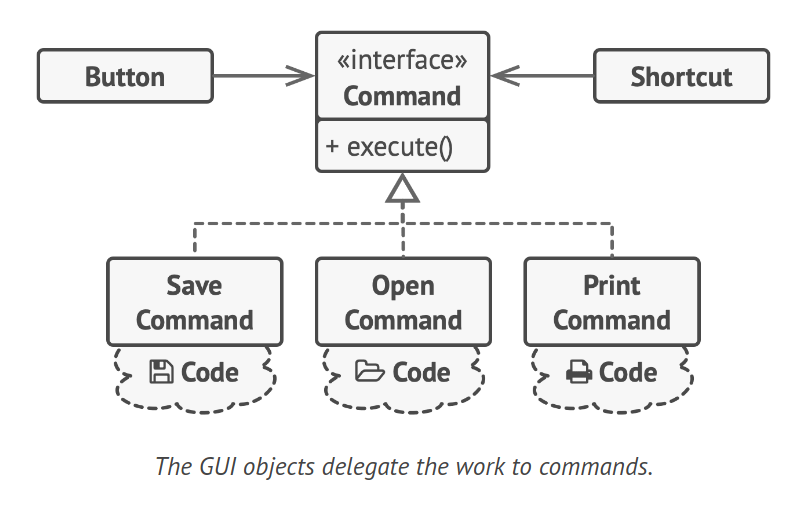 «interface»
Button
Command
Shortcut
+ execute()
Save
Command
Open
Command
Print
Command
Code
Code
Code
The GUI objects delegate the work to commands.